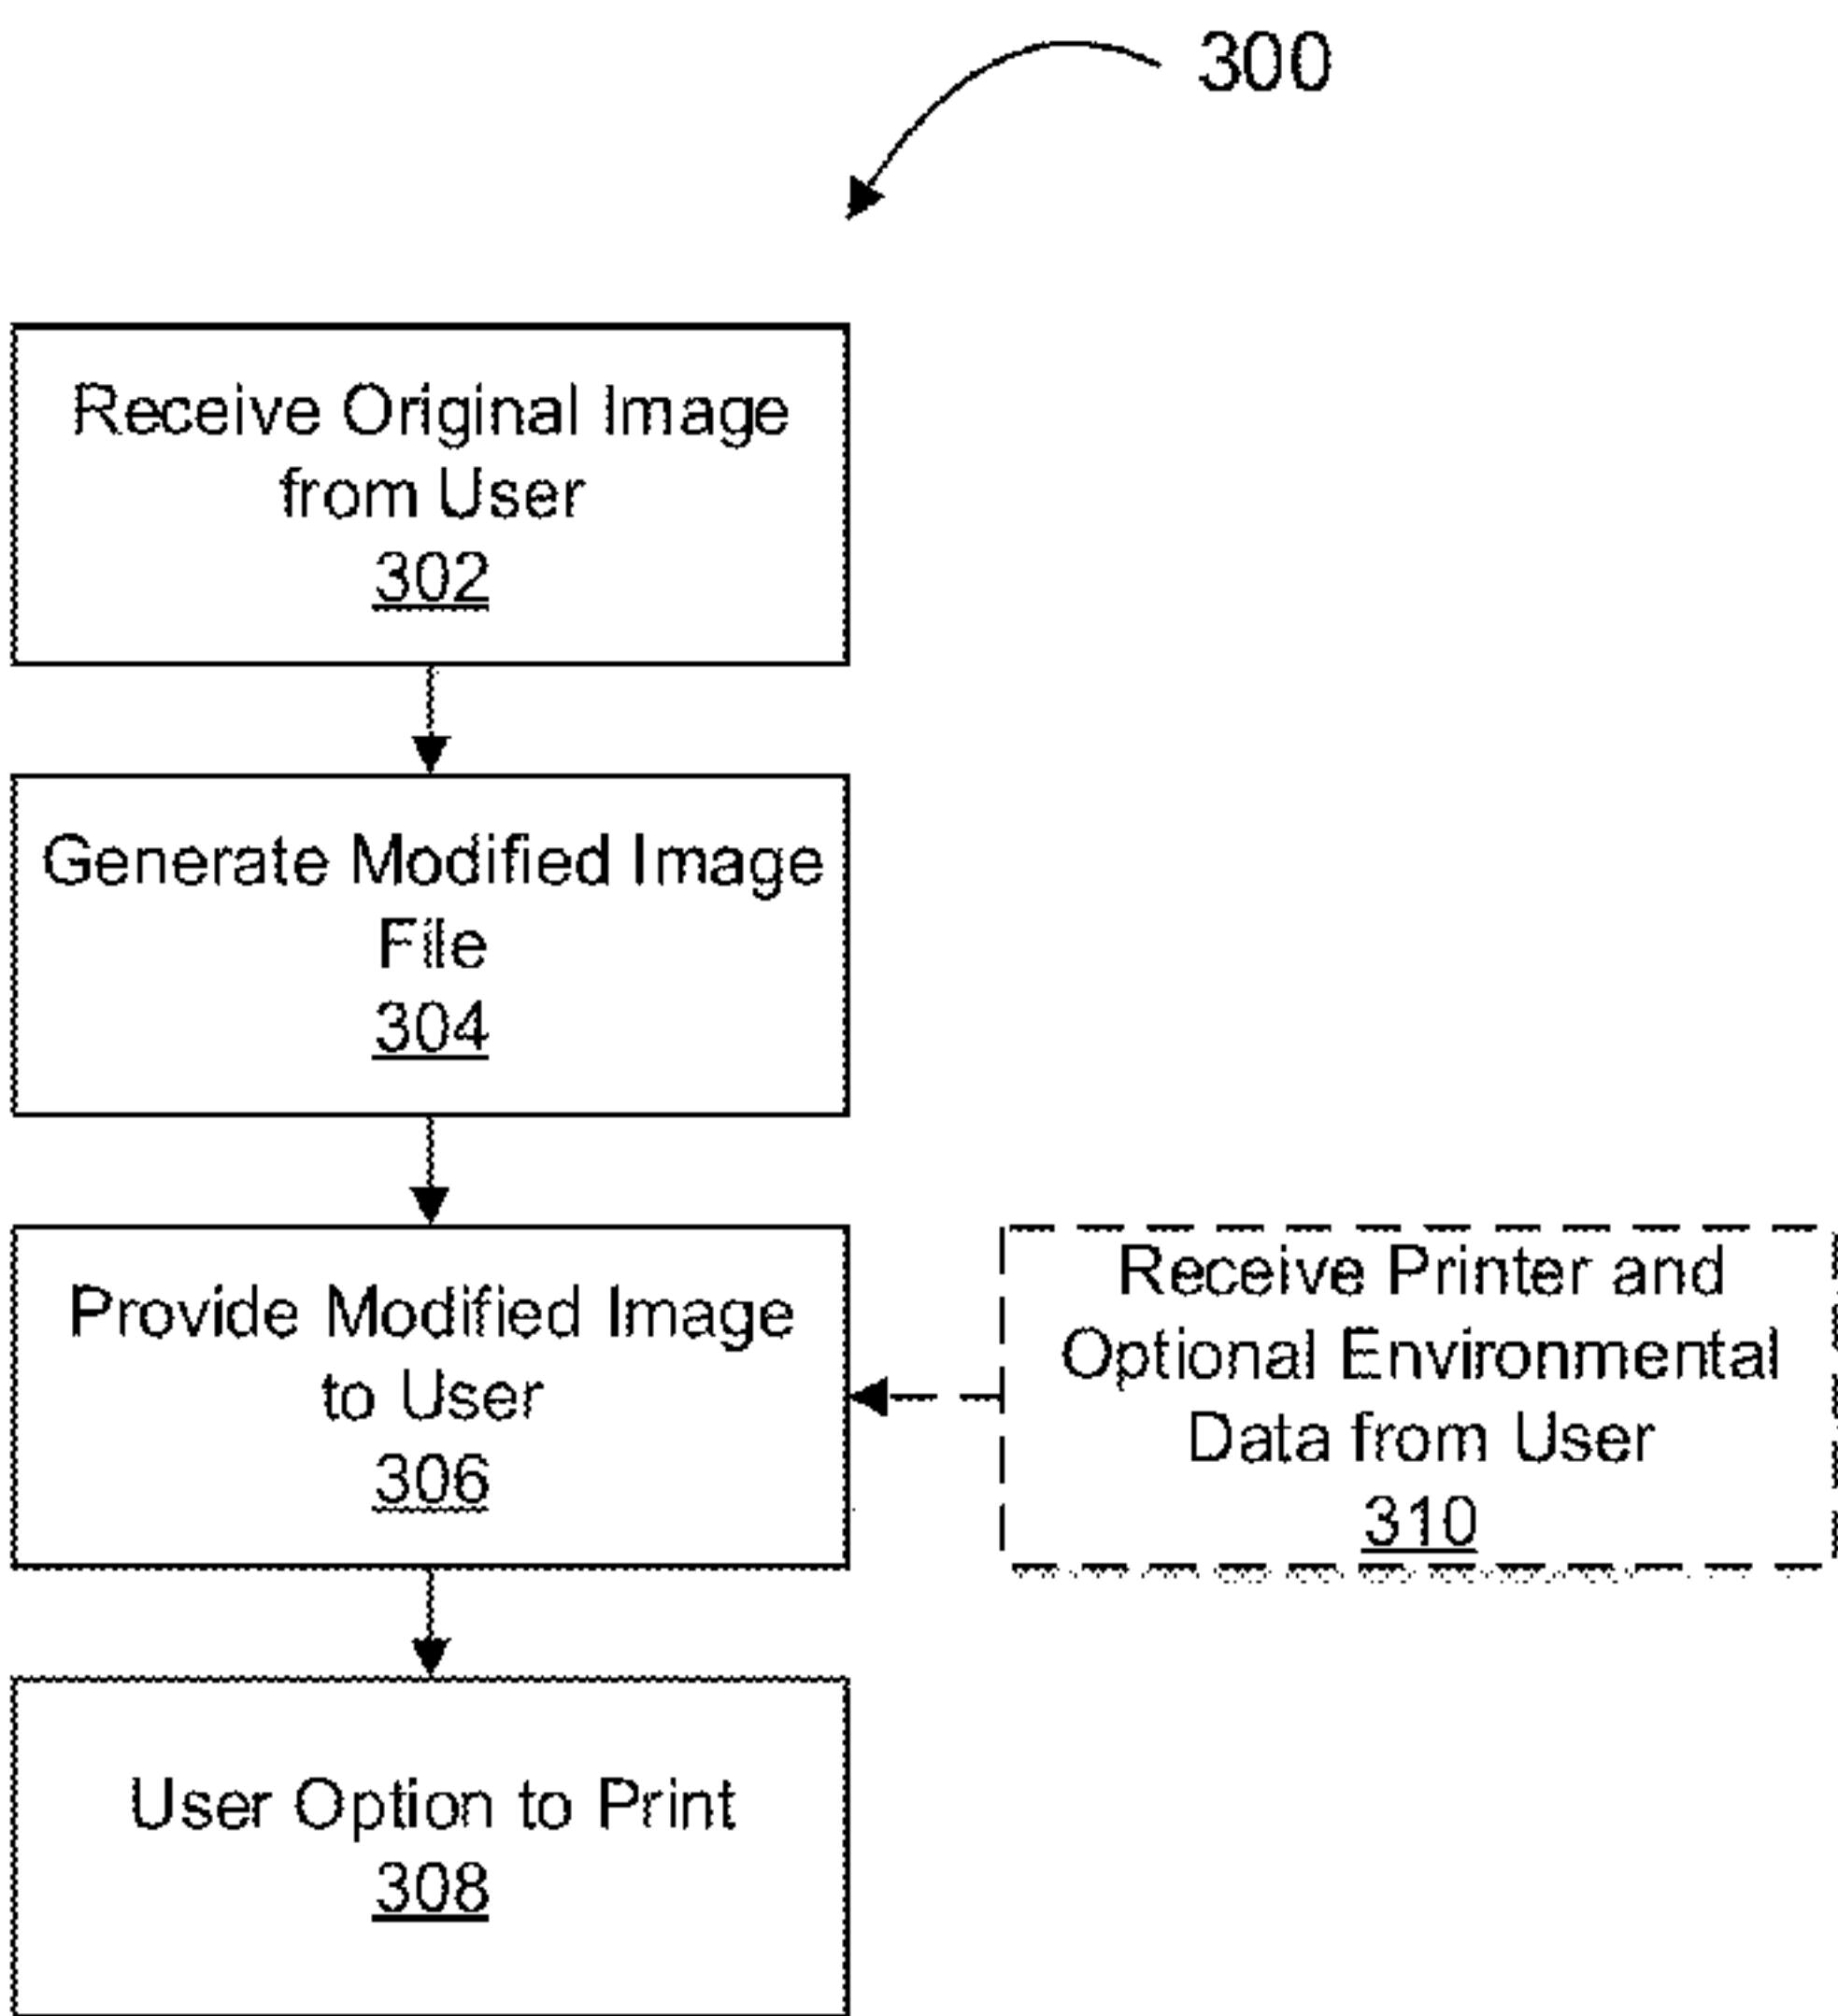 300
Receive Original Image
from User
302
Generate Modified Image
File
304
Provide Modified Image
to User
306
Receive Printer and
Optional Environmental
Data from User
310
User Option to Print
308